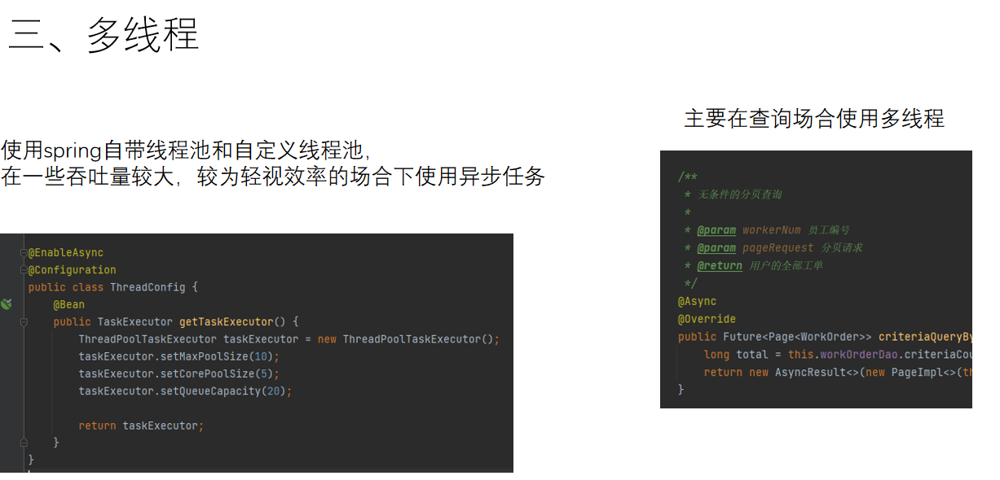 三、多线程
使用spring自带线程池和自定义线程池，
在一些吞吐量较大，较为轻视效率的场合下使用异步任务
@EnableAsync
@Configuration
public class ThreadConfig {
@Bean
public TaskExecutor getTaskExecutor() {
ThreadPoolTaskExecutor taskExecutor = new ThreadPoolTaskExecutor();
taskExecutor.setMaxPoolSize(10);
taskExecutor.setCorePoolSize(5);
taskExecutor.setQueueCapacity(20);
return taskExecutor;
}
}
主要在查询场合使用多线程
/**
* 无条件的分页查询
*
* @param workerNum 员工编号
* @param pageRequest 分页请求
* @return 用户的全部工单
*/
@Async
@Override
public Future<Page<WorkOrder>> criteriaQueryBy
long total = this.workOrderDao.criteriaCou
return new AsyncResult<>(new PageImpl<>(th
}